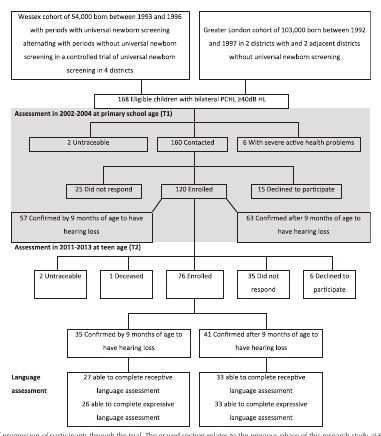 Wessex cohort of 54,000 born between 1993 and 1996
with periods with universal newborn screening
alternating with periods without universal newborn
screening in a controlled trial of universal newborn
screening in 4 districts
Greater London cohort of 103,000 born between 1992
and 1997 in 2 districts with and 2 adjacent districts
without universal newborn screening
168 Eligible children with bilateral PCHL ≥40dB HL
Assessment in 2002-2004 at primary school age (T1)
2 Untraceable
160 Contacted
6 With severe active health problems
25 Did not respond
120 Enrolled
15 Declined to participate
57 Confirmed by 9 months of age to have
hearing loss
63 Confirmed after 9 months of age to have
hearing loss
Assessment in 2011-2013 at teen age (T2)
2 Untraceable
1 Deceased
76 Enrolled
35 Did not
respond
6 Declined to
participate
35 Confirmed by 9 months of age to
have hearing loss
41 Confirmed after 9 months of age to
have hearing loss
Language
assessment
27 able to complete receptive
language assessment
26 able to complete expressive
language assessment
33 able to complete receptive
language assessment
33 able to complete expressive
language assessment
progression of participants through the trial. The grayed section relates to the previous phase of this research study at